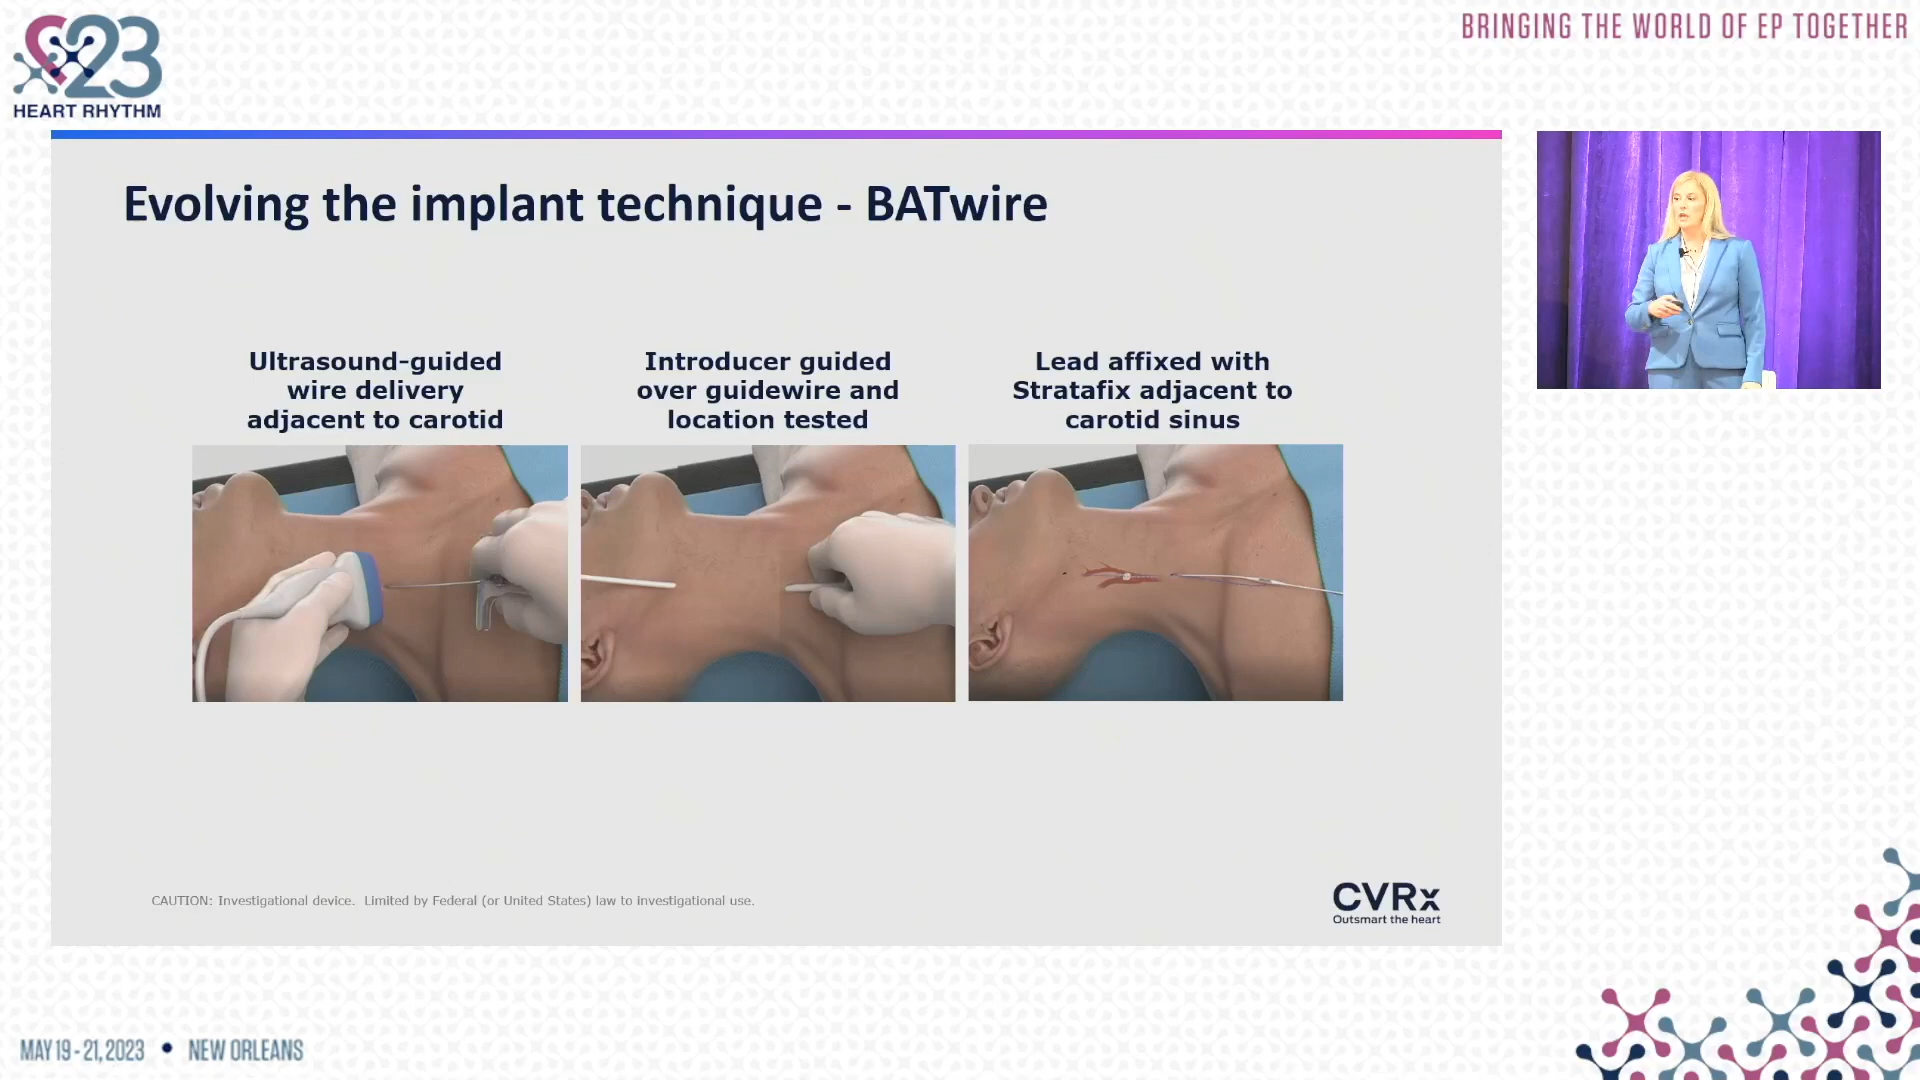 23
HEART RHYTHM
BRINGING THE WORLD OF EP TOGETHER
Evolving the implant technique - BATwire
Ultrasound-guided
wire delivery
adjacent to carotid
Introducer guided
over guidewire and
location tested
Lead affixed with
Stratafix adjacent to
carotid sinus
CAUTION: Investigational device.  Limited by Federal (or United States) law to investigational use.
CVRx
Outsmart the heart
MAY 19 - 21, 2023 • NEW ORLEANS